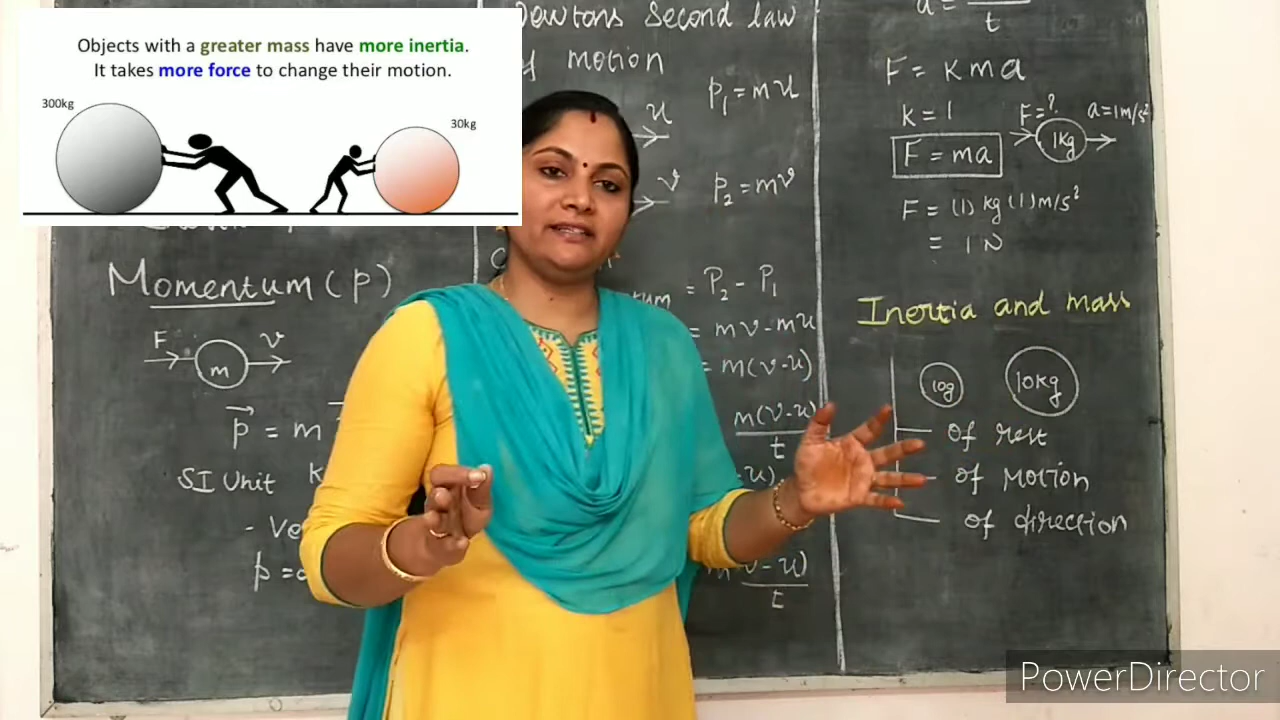 Objects with a greater mass have more inertia.
It takes more force to change their motion.
300kg
30kg
Momentum (p)
F
v
m
p = m
SI Unit
Newtons Second law
of motion
u
p₁ = mu
v
p₂ = mv
= P₂ - P₁
= mv - mu
= m(v-u)
m(v-u)
t
t
t
F = Kma
k = 1
F = ma
F = ?
1kg
a = 1m/s²
F = (1) kg (1) m/s²
= 1 N
Inertia and mass
10g
10kg
of rest
of Motion
of direction
PowerDirector